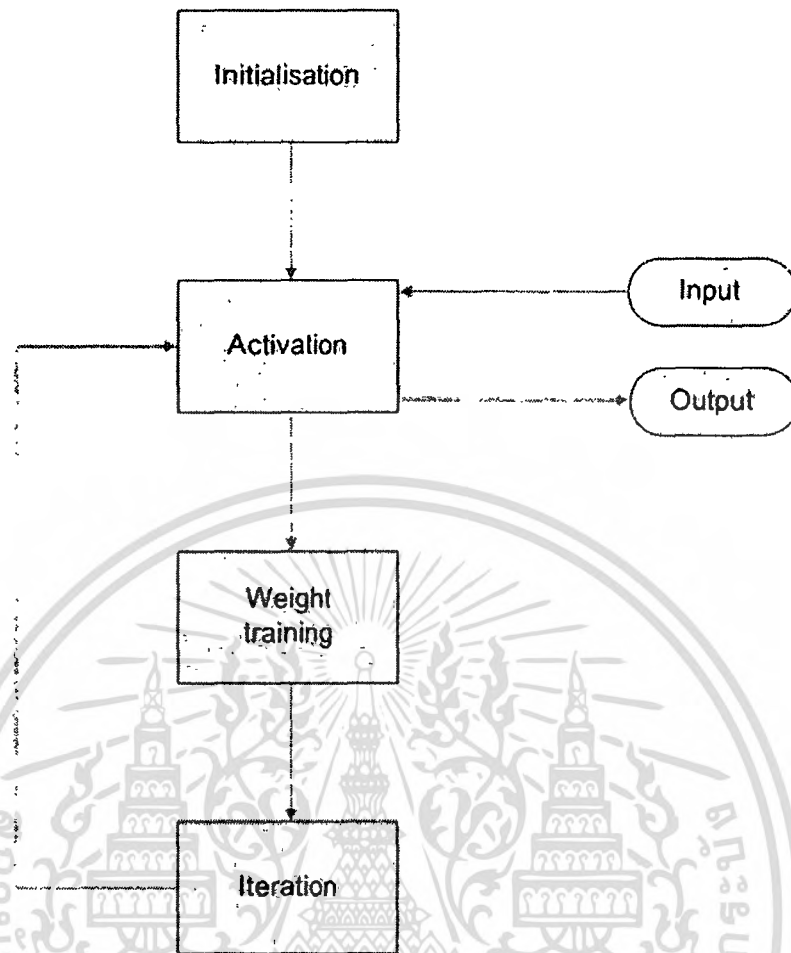 Initialisation
Input
Activation
Output
Weight
training
Iteration